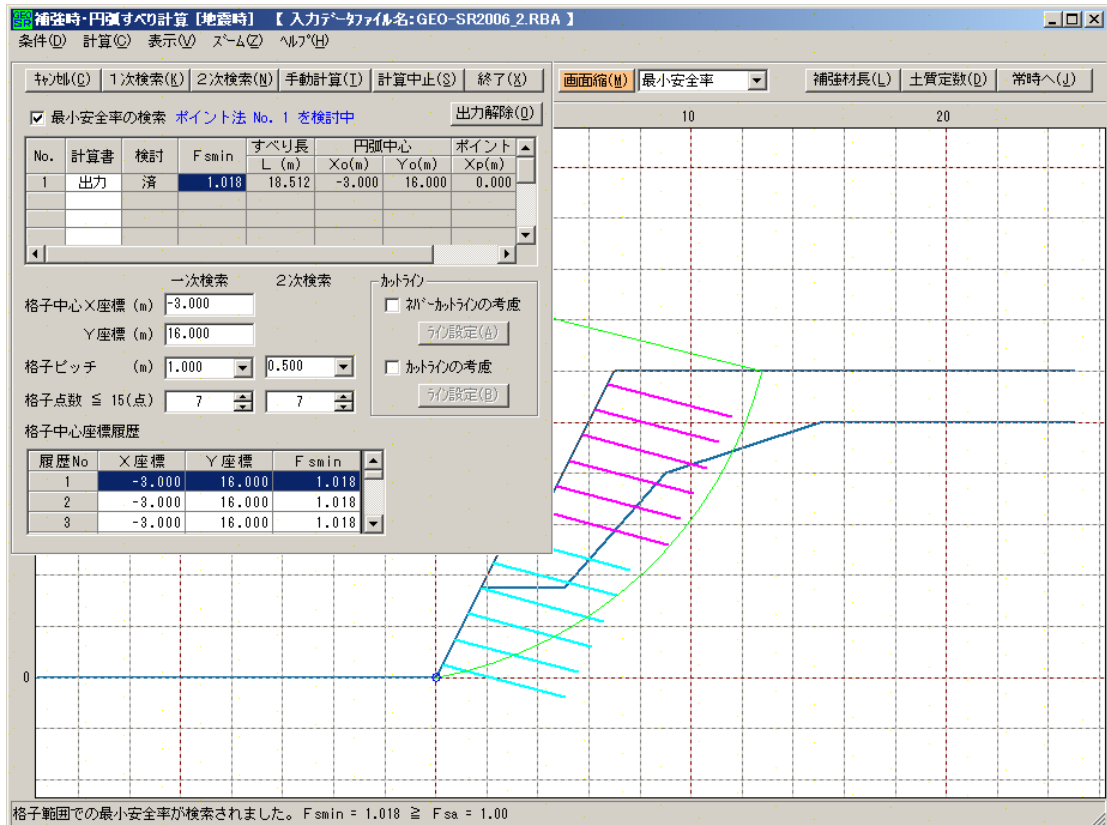 補強時・円弧すべり計算 [地震時] 【 入力データファイル名:GEO-SR2006_2.RBA 】
条件(D) 計算(C) 表示(V) ズーム(Z) ヘルプ(H)
キャンセル(C) 1次検索(K) 2次検索(N) 手動計算(I) 計算中止(S) 終了(X) 画面縮(M) 最小安全率 補強材長(L) 土質定数(D) 常時へ(J)
最小安全率の検索 ポイント法 No. 1 を検討中 出力解除(O)
No. 計算書 検討 Fsmin すべり長 L (m) 円弧中心 Xo(m) Yo(m) ポイント Xp(m)
1 出力 済 1.018 18.512 -3.000 16.000 0.000
一次検索 2次検索
格子中心X座標 (m) -3.000
Y座標 (m) 16.000
格子ピッチ (m) 1.000 0.500
格子点数 ≦ 15(点) 7 7
カットライン
ネバーカットラインの考慮
ライン設定(A)
カットラインの考慮
ライン設定(B)
格子中心座標履歴
履歴No X座標 Y座標 Fsmin
1 -3.000 16.000 1.018
2 -3.000 16.000 1.018
3 -3.000 16.000 1.018
10 20
0
格子範囲での最小安全率が検索されました。Fsmin = 1.018 ≧ Fsa = 1.00